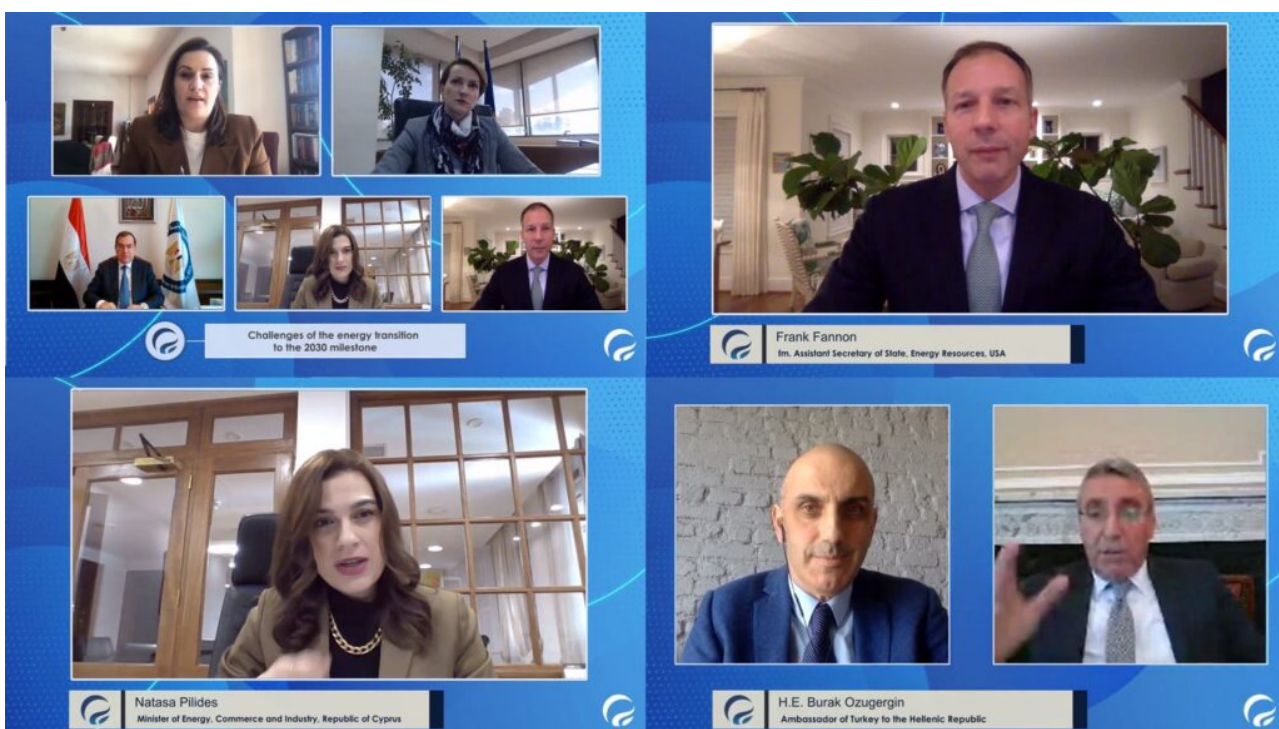 Challenges of the energy transition
to the 2030 milestone
Frank Fannon
fm. Assistant Secretary of State, Energy Resources, USA
Natasa Pilides
Minister of Energy, Commerce and Industry, Republic of Cyprus
H.E. Burak Ozugergin
Ambassador of Turkey to the Hellenic Republic